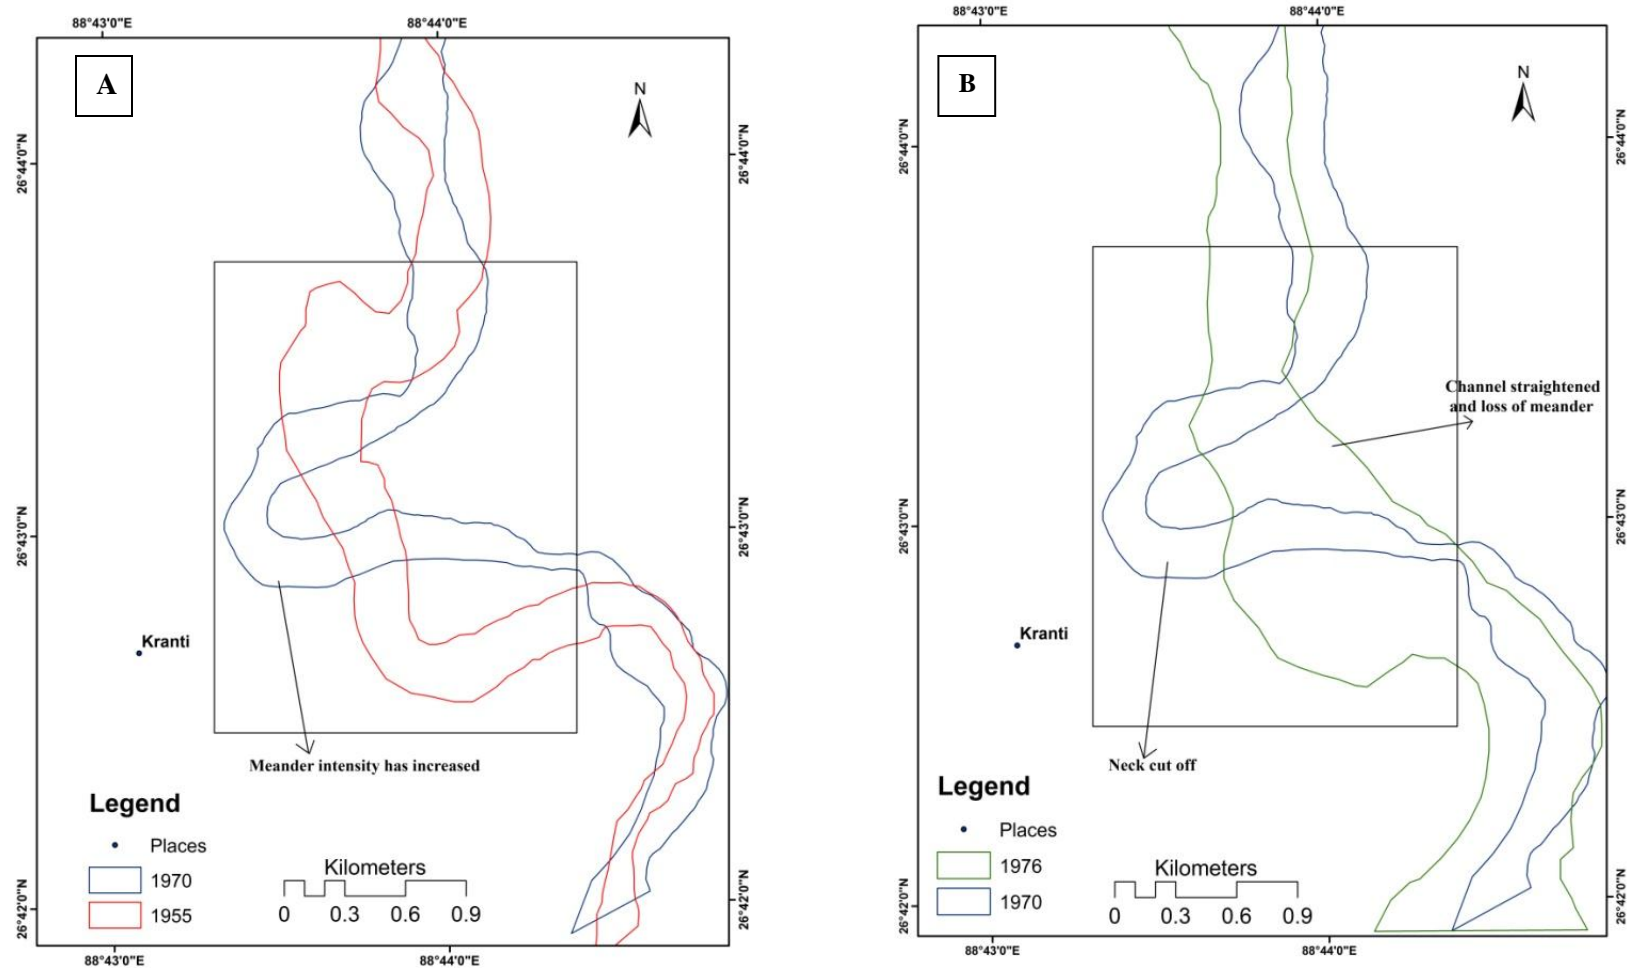 88°43'0"E
88°44'0"E
A
N
26°44'0"N
26°44'0"N
26°43'0"N
26°43'0"N
Kranti
Meander intensity has increased
Legend
Places
1970
1955
Kilometers
0 0.3 0.6 0.9
26°42'0"N
26°42'0"N
88°43'0"E
88°44'0"E
88°43'0"E
88°44'0"E
B
N
26°44'0"N
26°44'0"N
Channel straightened
and loss of meander
26°43'0"N
26°43'0"N
Kranti
Neck cut off
Legend
Places
1976
1970
Kilometers
0 0.3 0.6 0.9
26°42'0"N
26°42'0"N
88°43'0"E
88°44'0"E